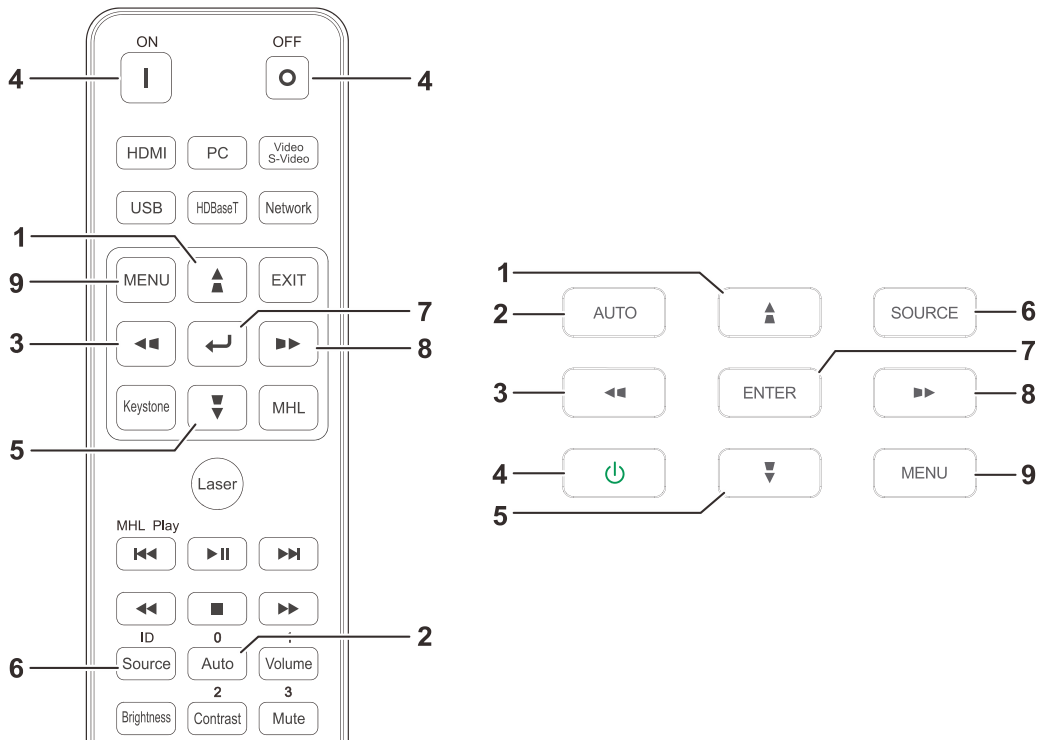 ON OFF
4 4
HDMI PC Video
S-Video
USB HDBaseT Network
1
9 MENU EXIT
7
3 8
Keystone MHL
5
Laser
MHL Play
ID 0
2
6 Source Auto Volume
2 3
Brightness Contrast Mute
1
2 AUTO SOURCE 6
7
3 ENTER 8
4 MENU 9
5